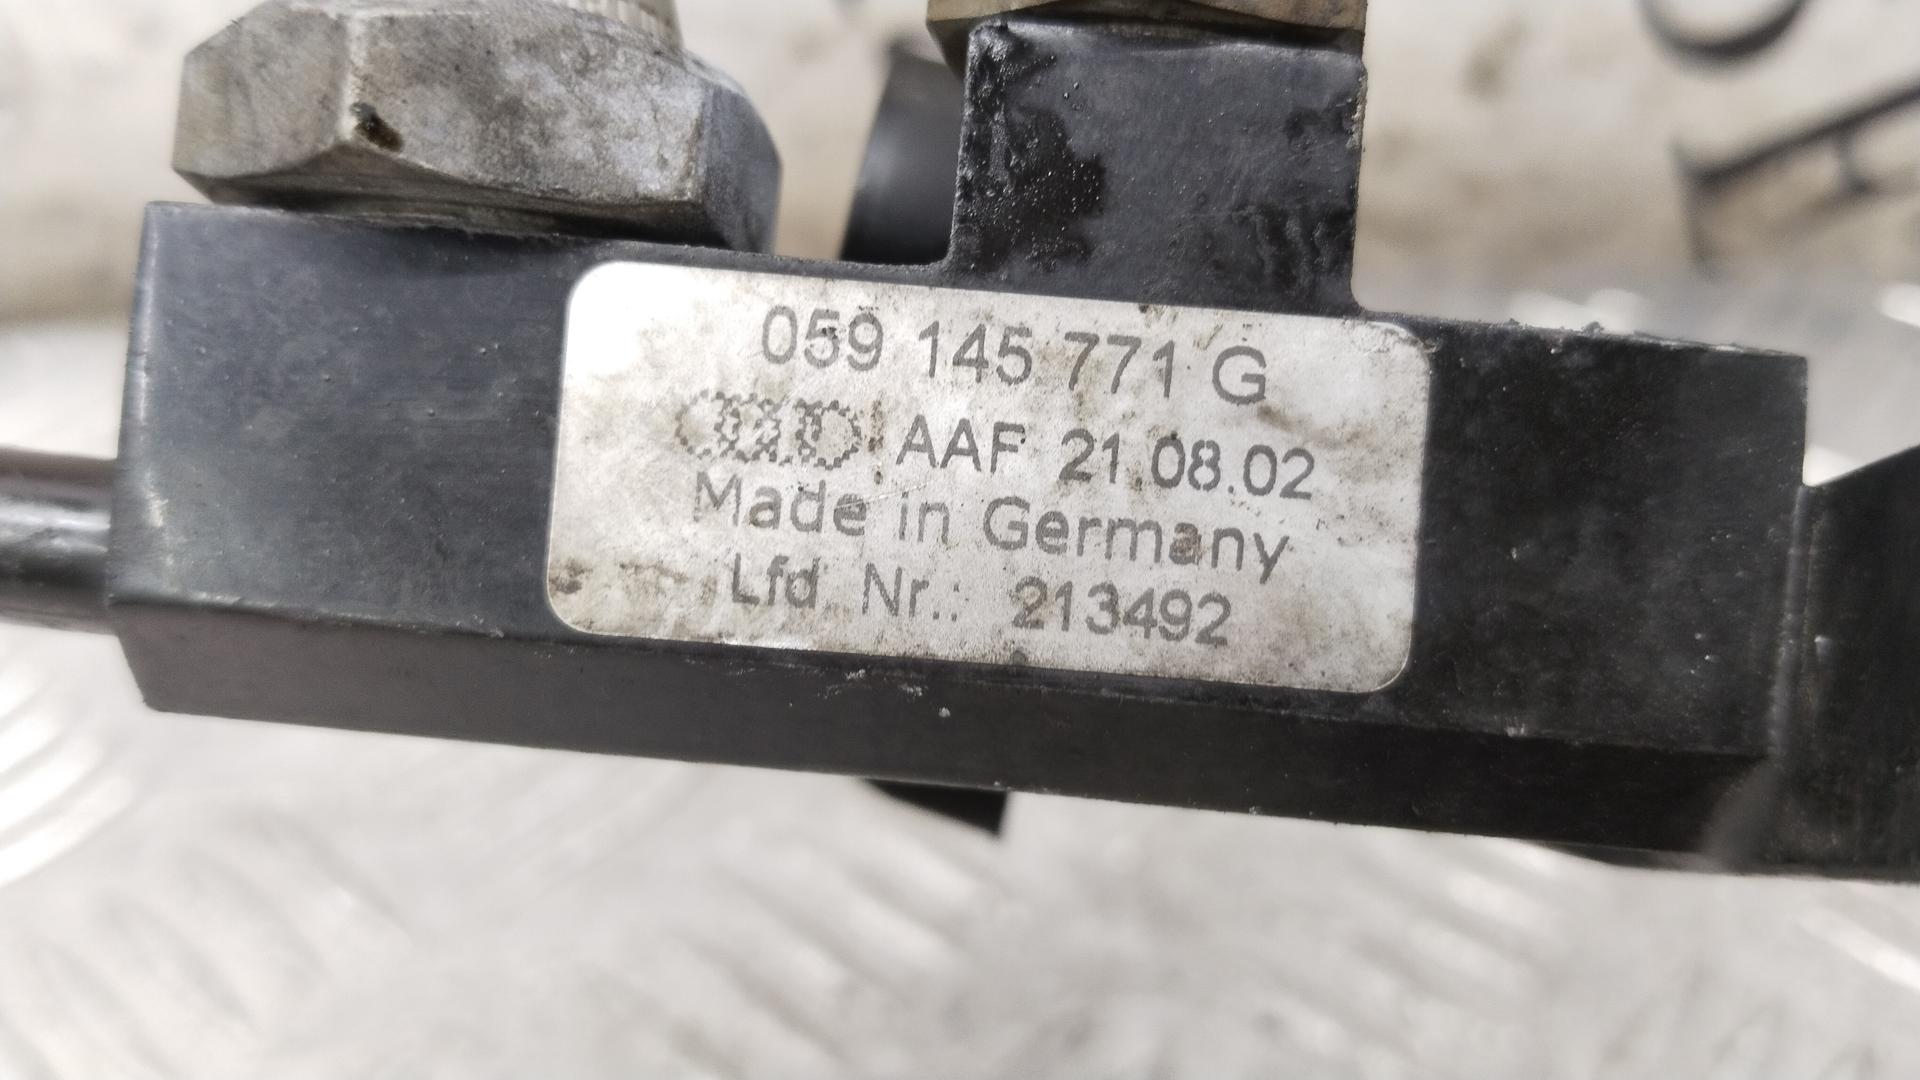 059 145 771 G
AAF 21.08.02
Made in Germany
Lfd Nr.: 213492